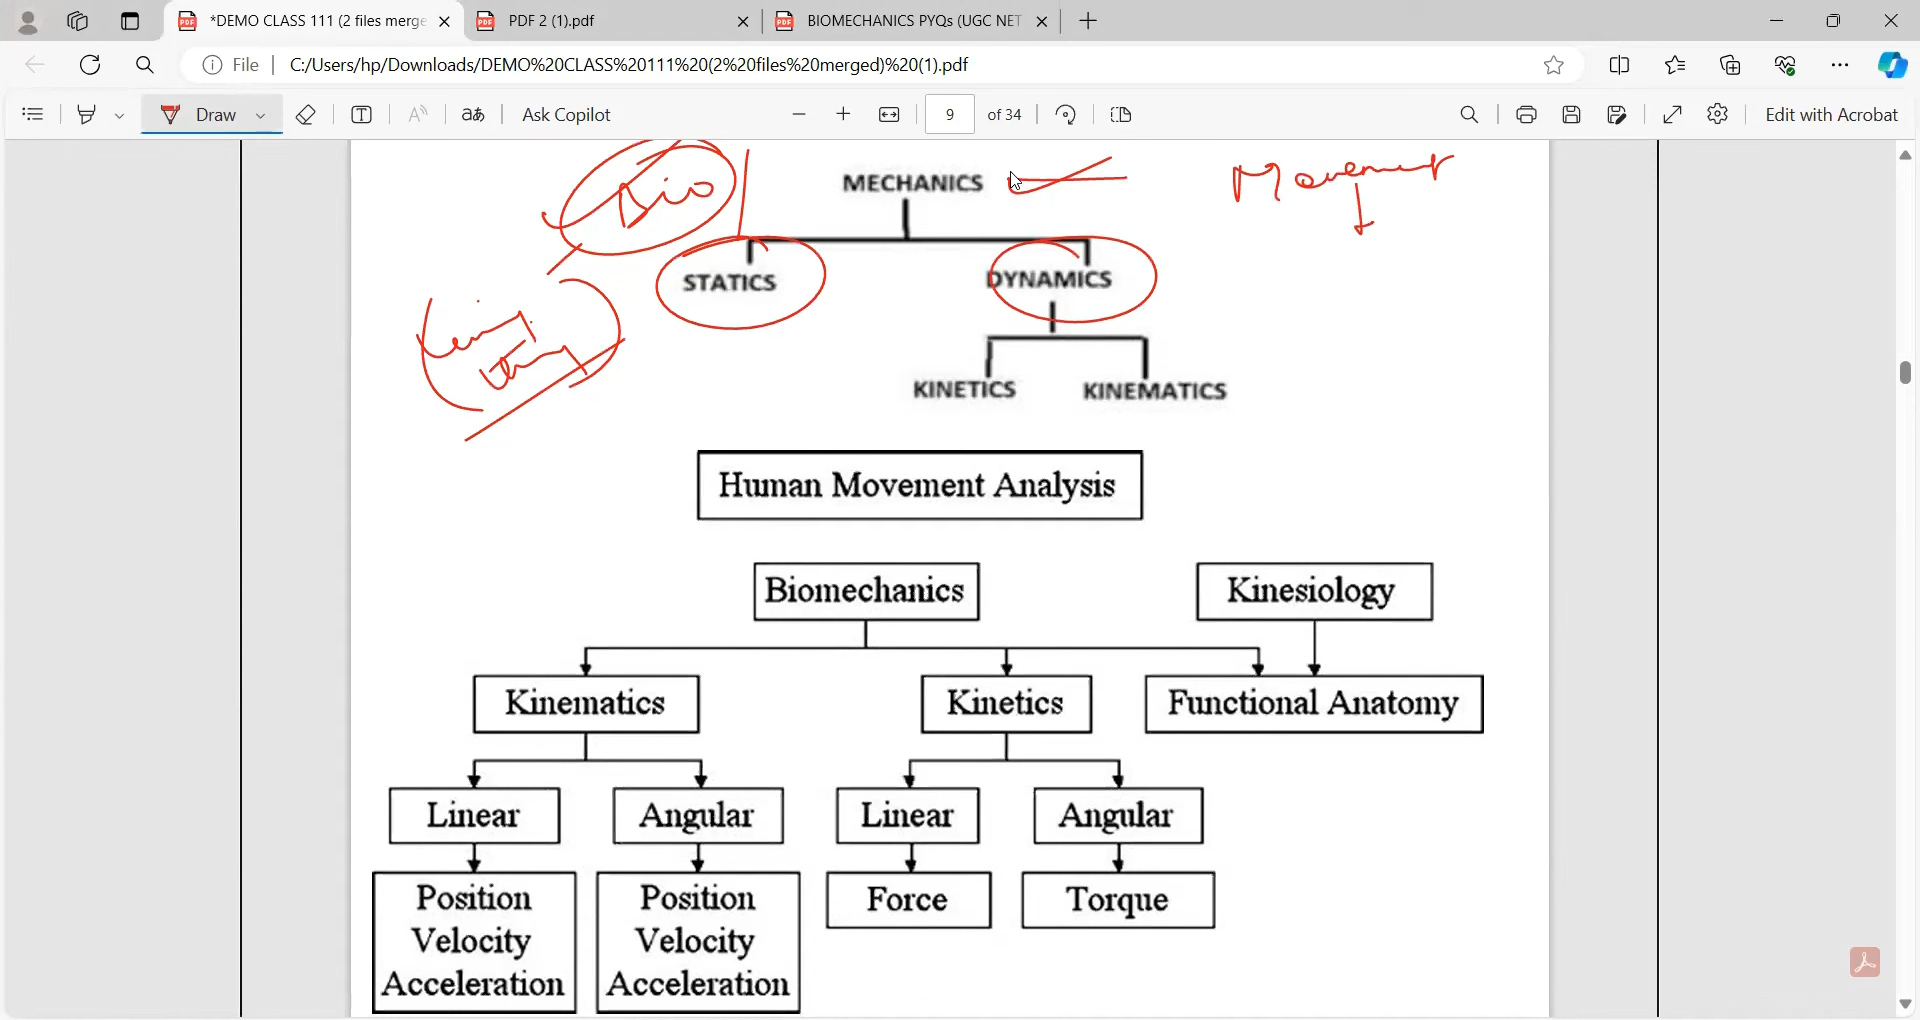 *DEMO CLASS 111 (2 files merge
PDF 2 (1).pdf
BIOMECHANICS PYQs (UGC NET
File
C:/Users/hp/Downloads/DEMO%20CLASS%20111%20(2%20files%20merged)%20(1).pdf
Draw
T
A
aあ
Ask Copilot
9
of 34
Edit with Acrobat
Bio
MECHANICS
Movement
STATICS
DYNAMICS
KINETICS
KINEMATICS
Human Movement Analysis
Biomechanics
Kinesiology
Kinematics
Kinetics
Functional Anatomy
Linear
Angular
Linear
Angular
Position
Velocity
Acceleration
Position
Velocity
Acceleration
Force
Torque